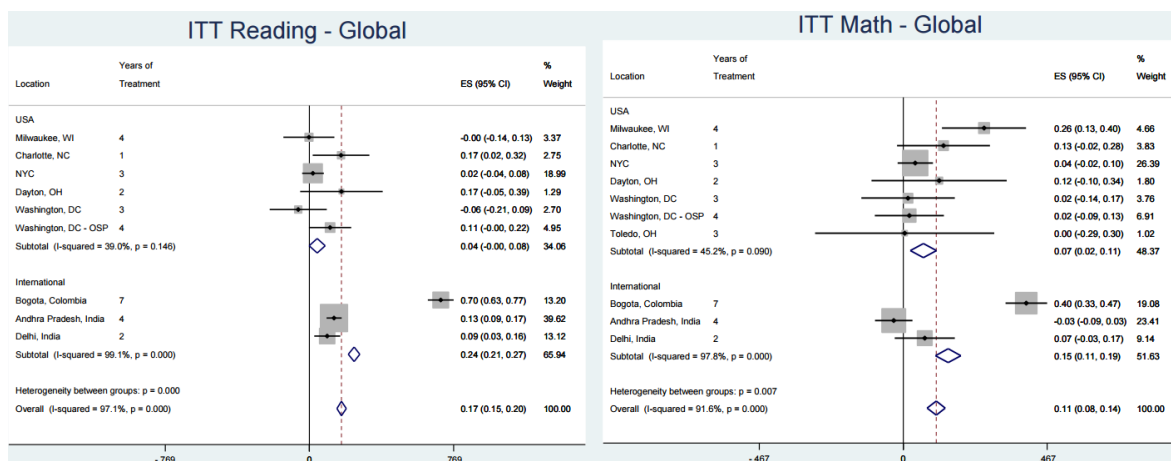 ITT Reading - Global
Years of %
Location Treatment ES (95% CI) Weight
USA
Milwaukee, WI 4 -0.00 (-0.14, 0.13) 3.37
Charlotte, NC 1 0.17 (0.02, 0.32) 2.75
NYC 3 0.02 (-0.04, 0.08) 18.99
Dayton, OH 2 0.17 (-0.05, 0.39) 1.29
Washington, DC 3 -0.06 (-0.21, 0.09) 2.70
Washington, DC - OSP 4 0.11 (-0.00, 0.22) 4.95
Subtotal (I-squared = 39.0%, p = 0.146) 0.04 (-0.00, 0.08) 34.06
International
Bogota, Colombia 7 0.70 (0.63, 0.77) 13.20
Andhra Pradesh, India 4 0.13 (0.09, 0.17) 39.62
Delhi, India 2 0.09 (0.03, 0.16) 13.12
Subtotal (I-squared = 99.1%, p = 0.000) 0.24 (0.21, 0.27) 65.94
Heterogeneity between groups: p = 0.000
Overall (I-squared = 97.1%, p = 0.000) 0.17 (0.15, 0.20) 100.00
-.769 0 .769
ITT Math - Global
Years of %
Location Treatment ES (95% CI) Weight
USA
Milwaukee, WI 4 0.26 (0.13, 0.40) 4.66
Charlotte, NC 1 0.13 (-0.02, 0.28) 3.83
NYC 3 0.04 (-0.02, 0.10) 26.39
Dayton, OH 2 0.12 (-0.10, 0.34) 1.80
Washington, DC 3 0.02 (-0.14, 0.17) 3.76
Washington, DC - OSP 4 0.02 (-0.09, 0.13) 6.91
Toledo, OH 3 0.00 (-0.29, 0.30) 1.02
Subtotal (I-squared = 45.2%, p = 0.090) 0.07 (0.02, 0.11) 48.37
International
Bogota, Colombia 7 0.40 (0.33, 0.47) 19.08
Andhra Pradesh, India 4 -0.03 (-0.09, 0.03) 23.41
Delhi, India 2 0.07 (-0.03, 0.17) 9.14
Subtotal (I-squared = 97.8%, p = 0.000) 0.15 (0.11, 0.19) 51.63
Heterogeneity between groups: p = 0.007
Overall (I-squared = 91.6%, p = 0.000) 0.11 (0.08, 0.14) 100.00
-.467 0 .467